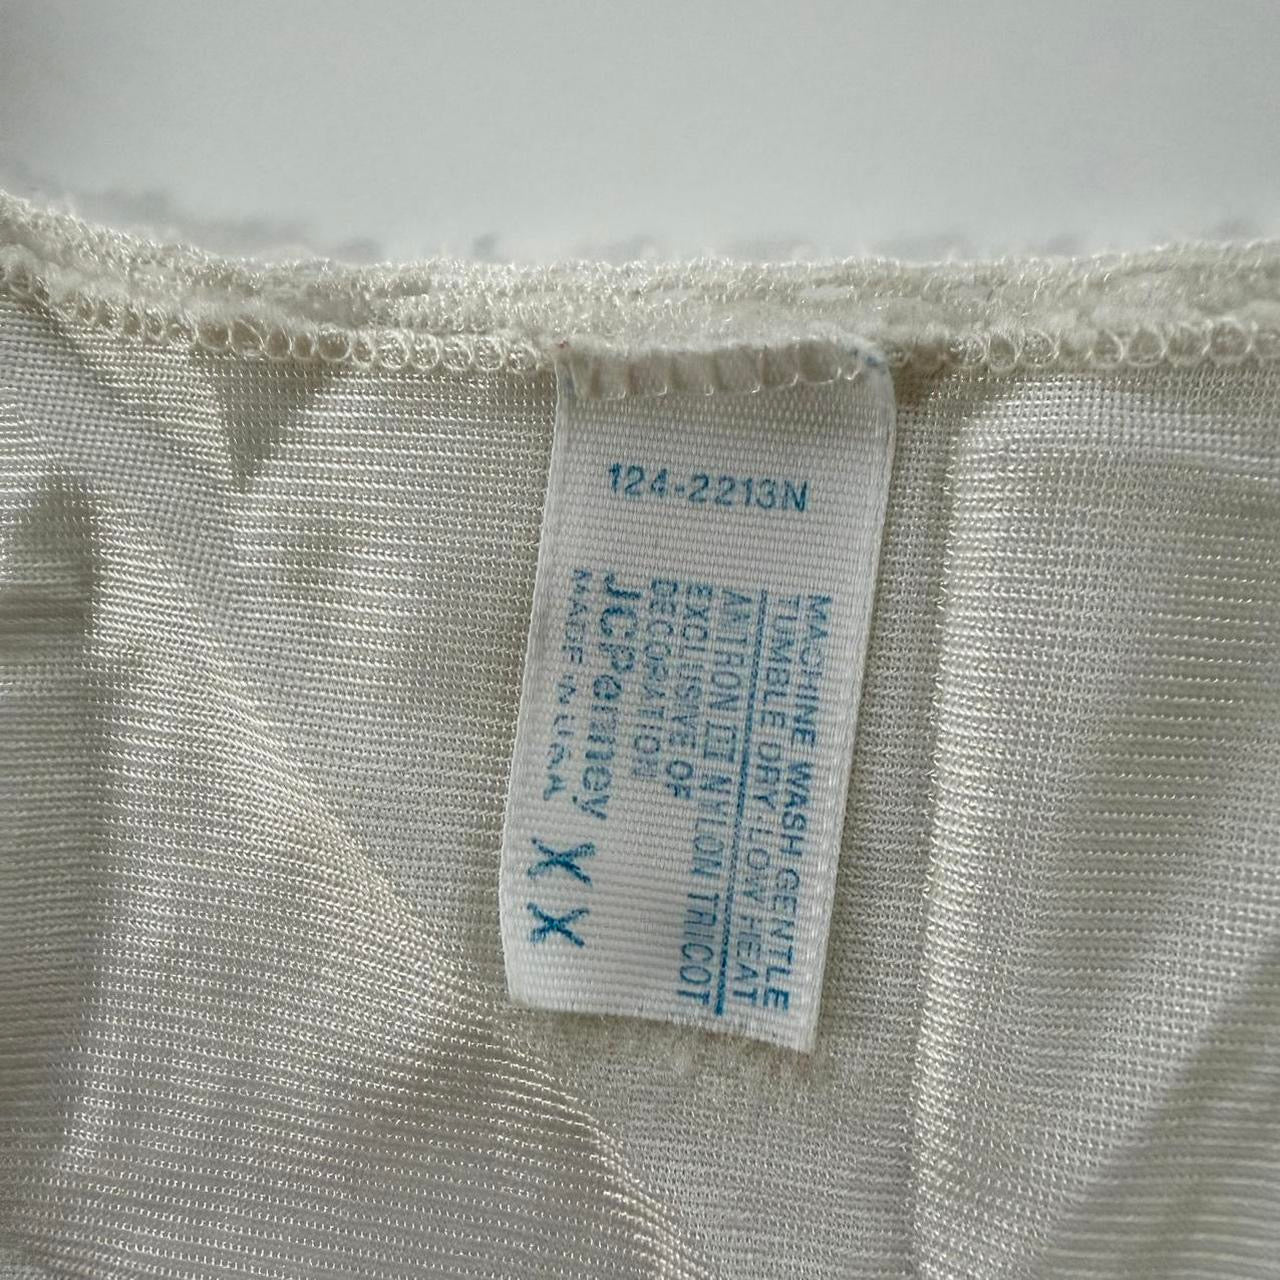 124-2213N
MACHINE WASH GENTLE
TUMBLE DRY. LOW HEAT
ANTRON III NYLON TRICOT
EXCLUSIVE OF
DECORATION
JCPenney
MADE IN U.S.A.
X X